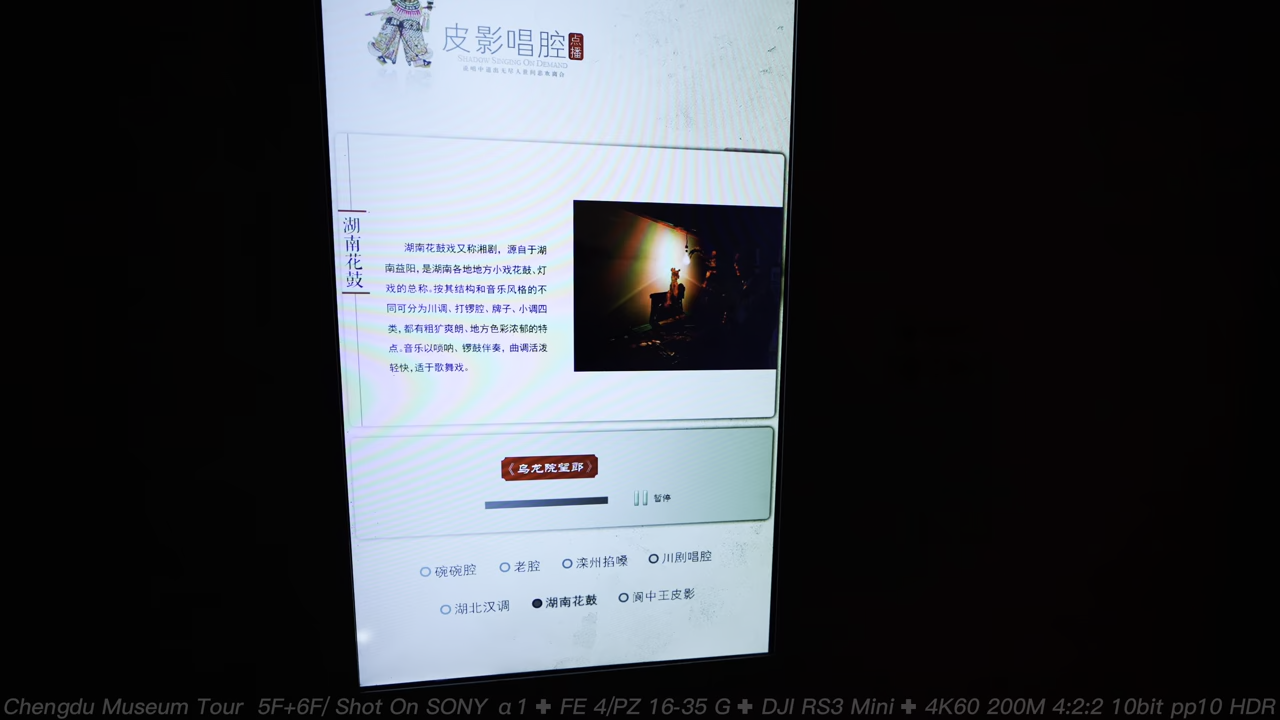 皮影唱腔
点播
SHADOW SINGING ON DEMAND
湖南花鼓
湖南花鼓戏又称湘剧，源自于湖
南益阳，是湖南各地地方小戏花鼓、灯
戏的总称。按其结构和音乐风格的不
同可分为川调、打锣腔、牌子、小调四
类，都有粗犷爽朗、地方色彩浓郁的特
点。音乐以唢呐、锣鼓伴奏，曲调活泼
轻快，适于歌舞戏。
《乌龙院望郎》
暂停
碗碗腔 老腔 滦州掐嗓 川剧唱腔
湖北汉调 湖南花鼓 阆中王皮影
Chengdu Museum Tour 5F+6F/ Shot On SONY α1 ✚ FE 4/PZ 16-35 G ✚ DJI RS3 Mini ✚ 4K60 200M 4:2:2 10bit pp10 HDR